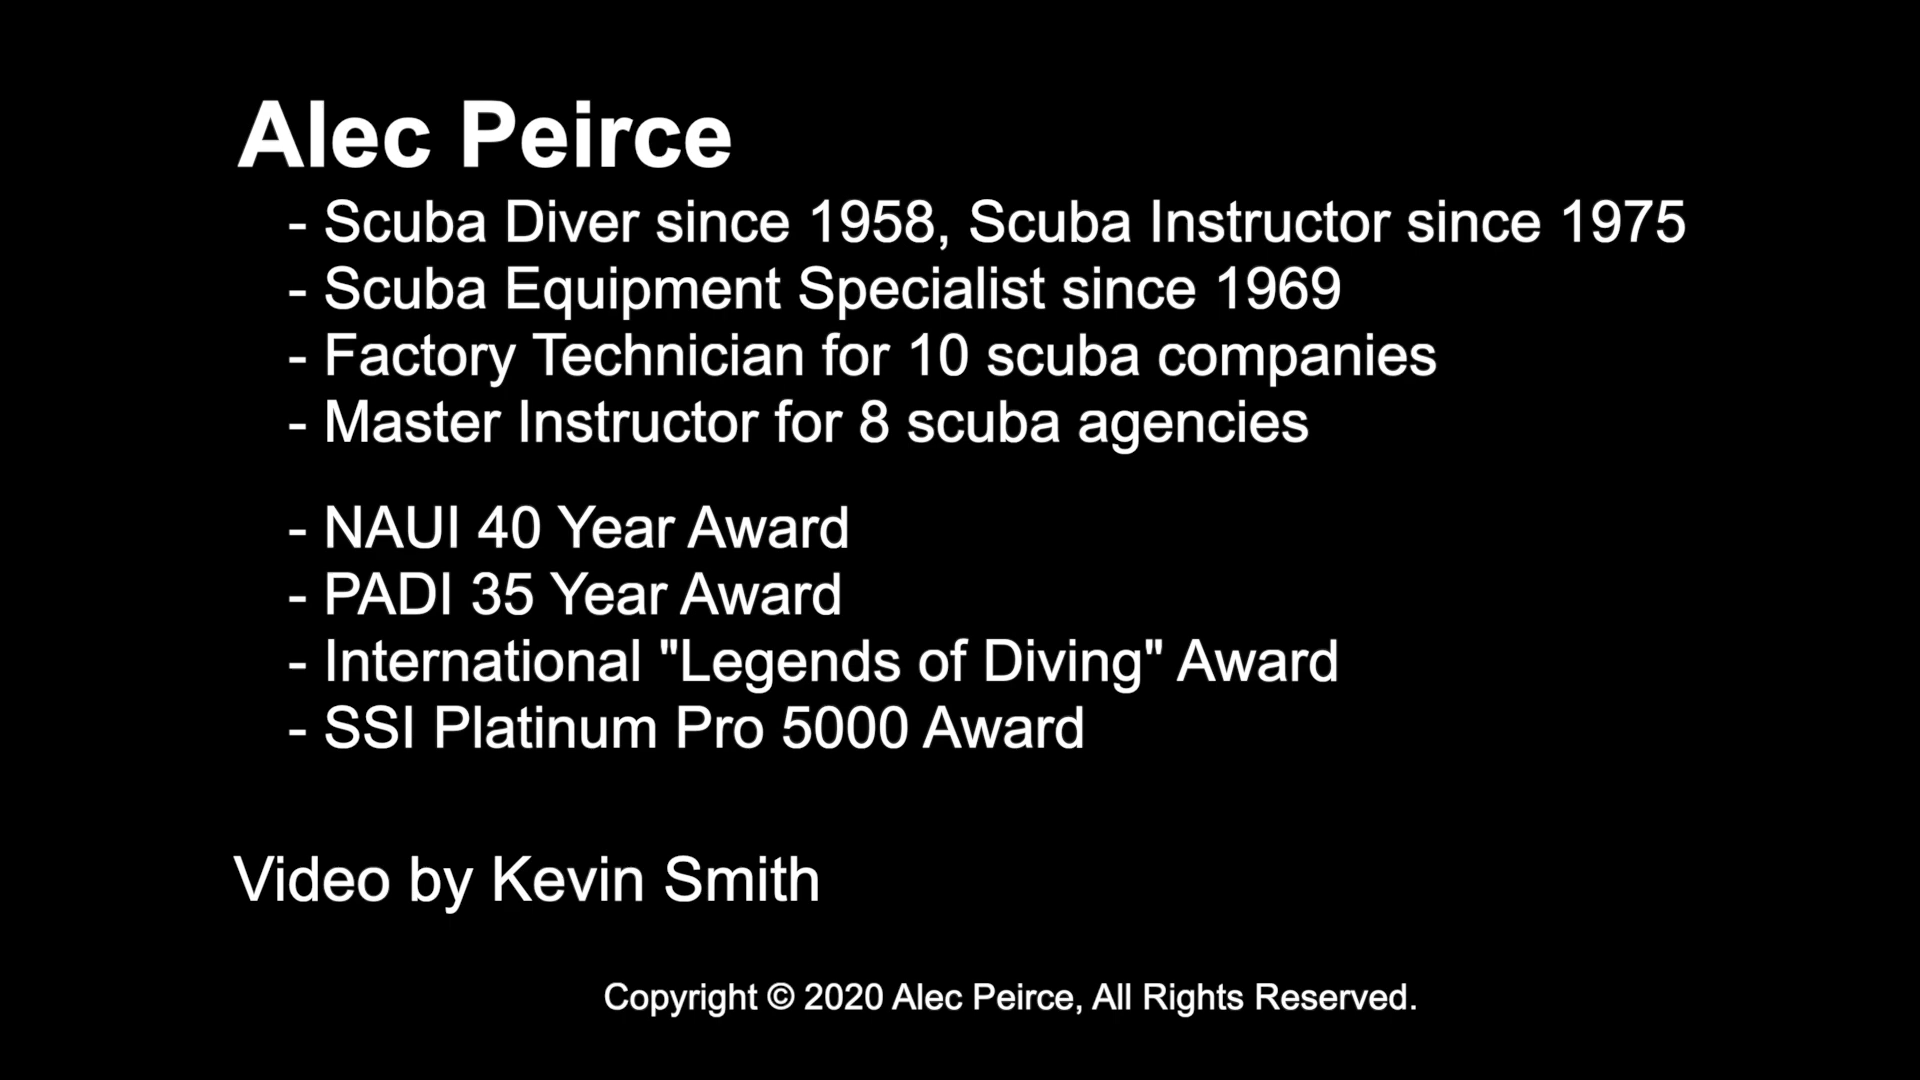 Alec Peirce
- Scuba Diver since 1958, Scuba Instructor since 1975
- Scuba Equipment Specialist since 1969
- Factory Technician for 10 scuba companies
- Master Instructor for 8 scuba agencies
- NAUI 40 Year Award
- PADI 35 Year Award
- International "Legends of Diving" Award
- SSI Platinum Pro 5000 Award
Video by Kevin Smith
Copyright © 2020 Alec Peirce, All Rights Reserved.